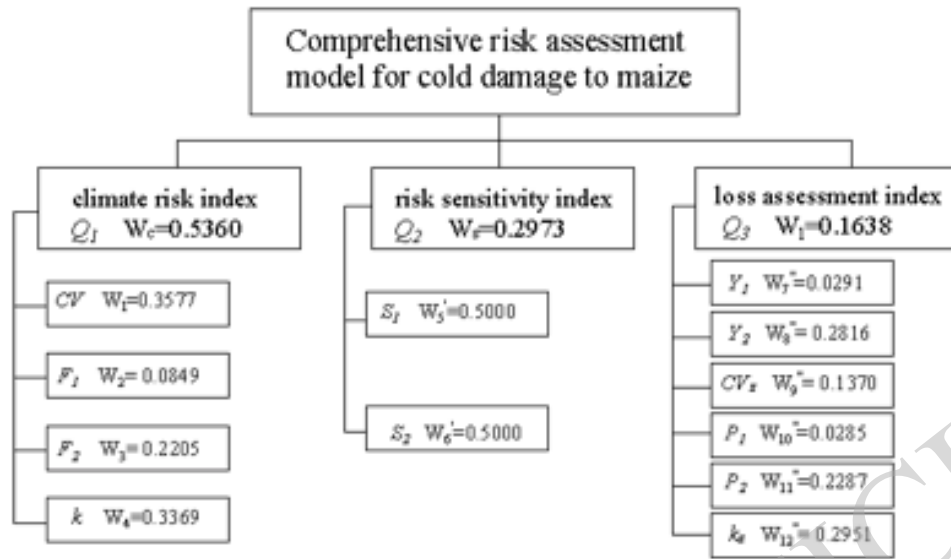 Comprehensive risk assessment
model for cold damage to maize
climate risk index
Q1 Wc=0.5360
CV W1=0.3577
F1 W2=0.0849
F2 W3=0.2205
k W4=0.3369
risk sensitivity index
Q2 Ws=0.2973
S1 W5'=0.5000
S2 W6'=0.5000
loss assessment index
Q3 W1=0.1638
Y1 W7"=0.0291
Y2 W8"=0.2816
CVs W9"=0.1370
P1 W10"=0.0285
P2 W11"=0.2287
ks W12"=0.2951